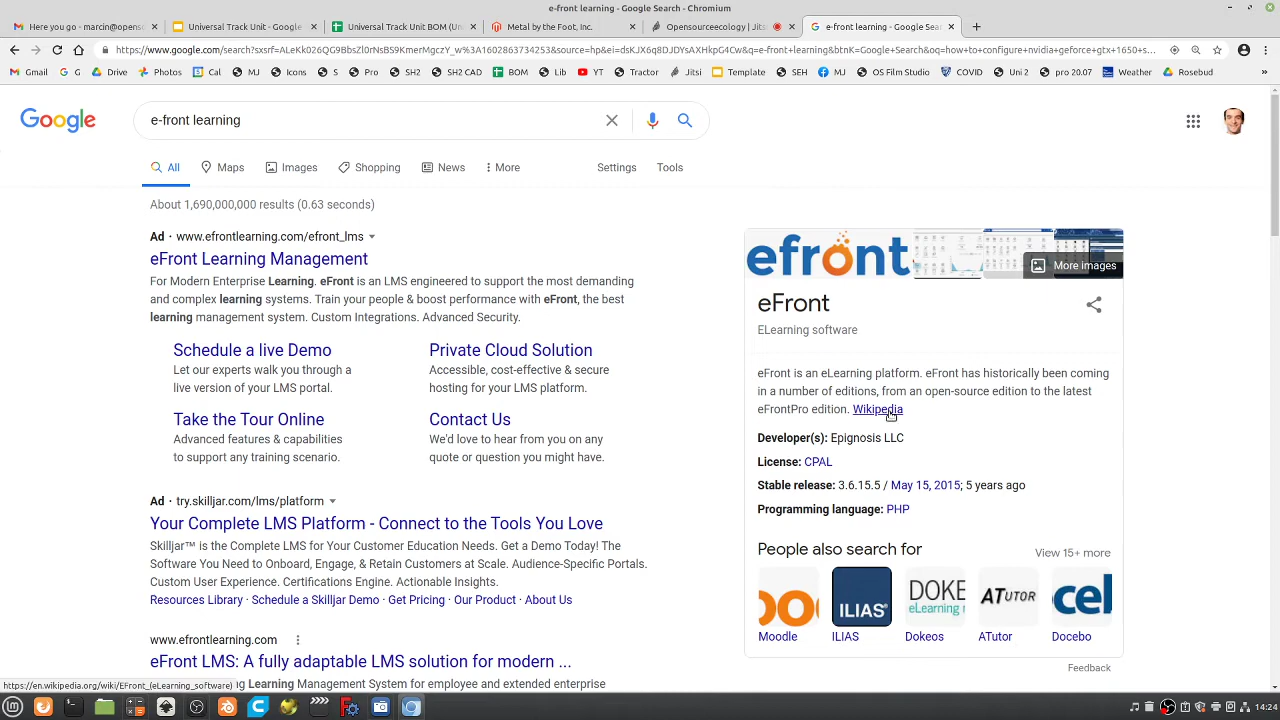 e-front learning - Google Search - Chromium
Here you go - marcin@opens
Universal Track Unit - Google
Universal Track Unit BOM (Un
Metal by the Foot, Inc.
Opensourceecology | Jits
e-front learning - Google Sea
https://www.google.com/search?sxsrf=
Gmail
G
Drive
Photos
Cal
MJ
Icons
S
Pro
SH2
SH2 CAD
BOM
Lib
YT
Tractor
Jitsi
Template
SEH
MJ
OS Film Studio
COVID
Uni 2
pro 20.07
Weather
Rosebud
»
Google
e-front learning
All
Maps
Images
Shopping
News
More
Settings
Tools
About 1,690,000,000 results (0.63 seconds)
Ad · www.efrontlearning.com/efront_lms
eFront Learning Management
For Modern Enterprise Learning. eFront is an LMS engineered to support the most demanding
and complex learning systems. Train your people & boost performance with eFront, the best
learning management system. Custom Integrations. Advanced Security.
Schedule a live Demo
Our experts walk you through a
live version of your LMS portal.
Private Cloud Solution
Accessible, cost-effective & secure
hosting for your LMS platform.
Take the Tour Online
Advanced features & capabilities
to support any training scenario.
Contact Us
We'd love to hear from you on any
quote or question you might have.
Ad · try.skilljar.com/lms/platform
Your Complete LMS Platform - Connect to the Tools You Love
Skilljar™ is the Complete LMS for Your Customer Education Needs. Get a Demo Today! The
Software You Need to Onboard, Engage, & Retain Customers at Scale. Audience-Specific Portals.
Custom User Experience. Certifications Engine. Actionable Insights.
Resources Library · Schedule a Skilljar Demo · Get Pricing · Our Product · About Us
www.efrontlearning.com
eFront LMS: A fully adaptable LMS solution for modern ...
Learning Management System for employee and extended enterprise
efront
More images
eFront
ELearning software
eFront is an eLearning platform. eFront has historically been coming
in a number of editions, from an open-source edition to the latest
eFrontPro edition. Wikipedia
Developer(s): Epignosis LLC
License: CPAL
Stable release: 3.6.15.5 / May 15, 2015; 5 years ago
Programming language: PHP
People also search for
View 15+ more
ILIAS
DOKE
eLearning
ATUTOR
cel
Moodle
ILIAS
Dokeos
ATutor
Docebo
Feedback
https://en.wikipedia.org/wiki/EFront_(eLearning_software)
14:24